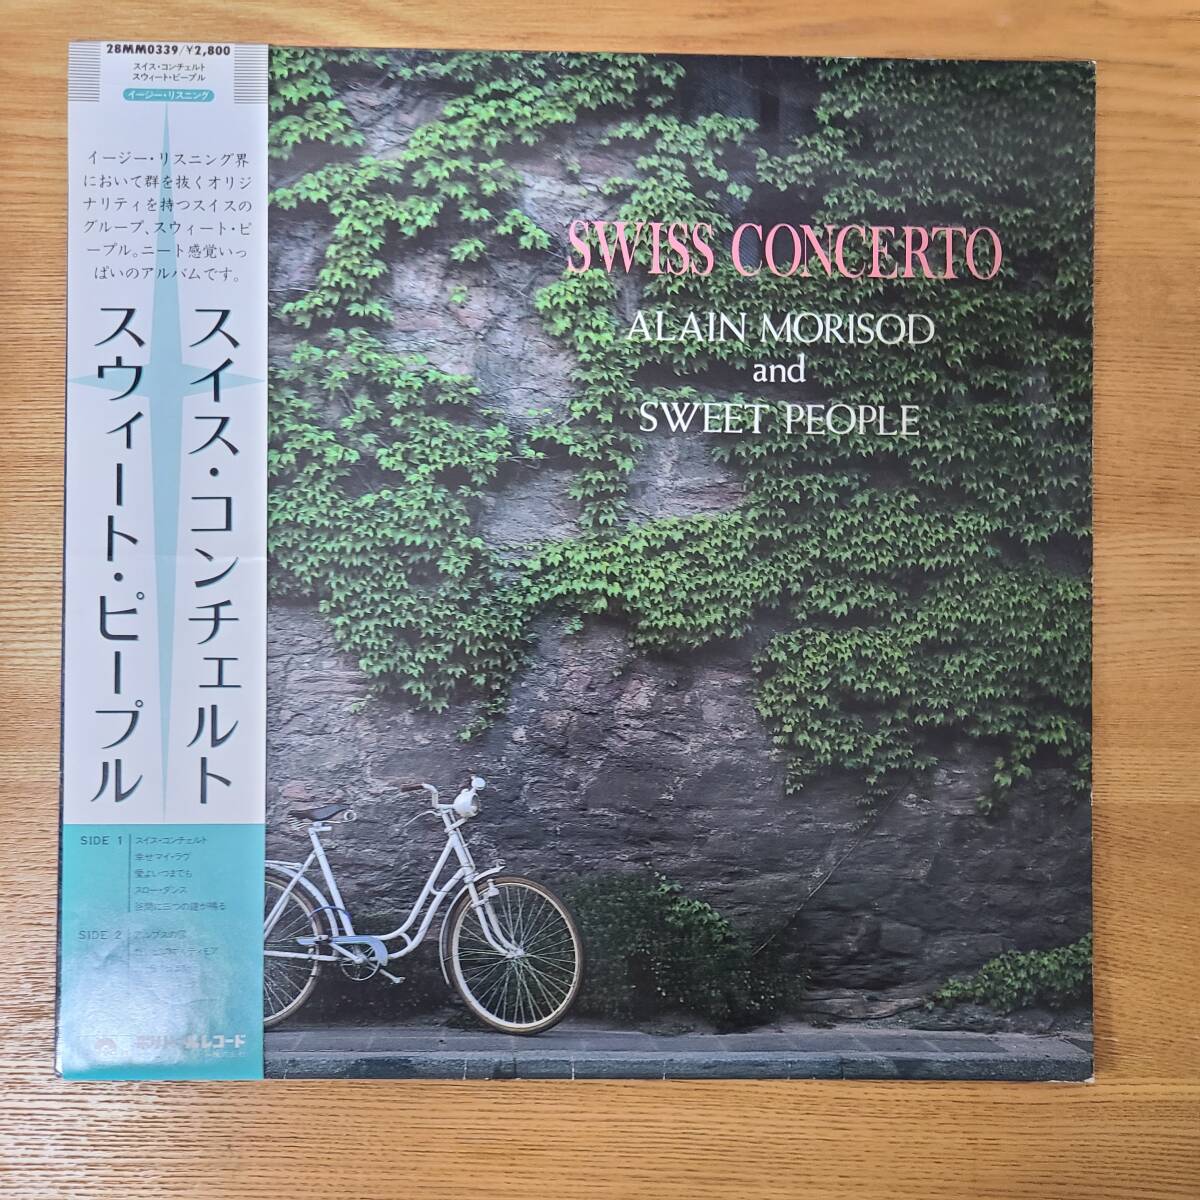 28MM0339/¥2,800
スイス・コンチェルト
スウィート・ピープル
イージー・リスニング
イージー・リスニング界
において群を抜くオリジ
ナリティを持つスイスの
グループ、スウィート・ピ
ープル。ニート感覚いっ
ぱいのアルバムです。
スイス・コンチェルト
スウィート・ピープル
SIDE 1
スイス・コンチェルト
幸せマイ・ラヴ
愛よいつまでも
スロー・ダンス
谷間に三つの鐘が鳴る
SIDE 2
ポリドールレコード
SWISS CONCERTO
ALAIN MORISOD
and
SWEET PEOPLE